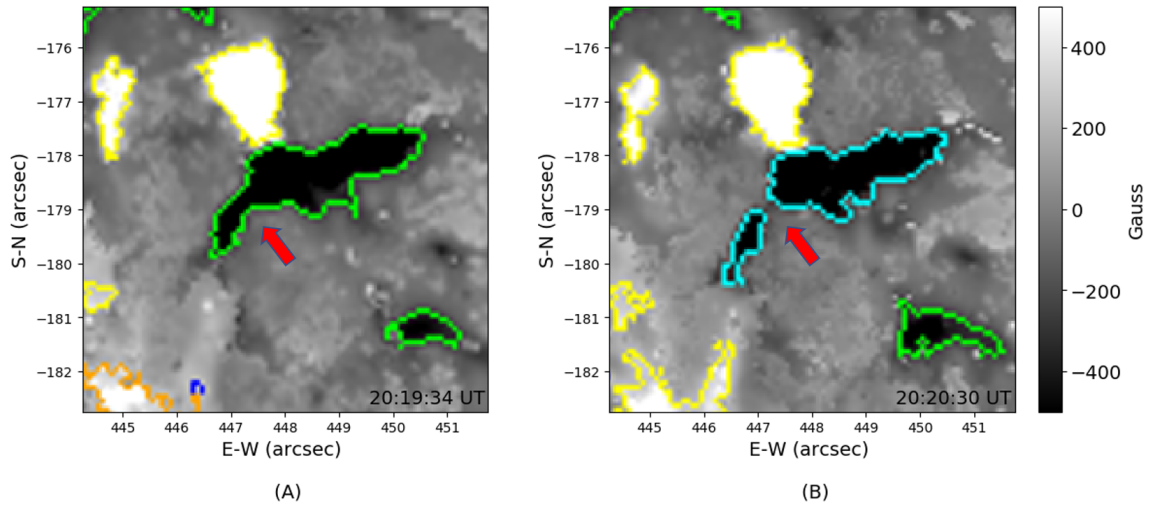 −176
−177
−178
−179
−180
−181
−182
S-N (arcsec)
445 446 447 448 449 450 451
E-W (arcsec)
20:19:34 UT
(A)
−176
−177
−178
−179
−180
−181
−182
S-N (arcsec)
445 446 447 448 449 450 451
E-W (arcsec)
20:20:30 UT
(B)
400
200
0
−200
−400
Gauss